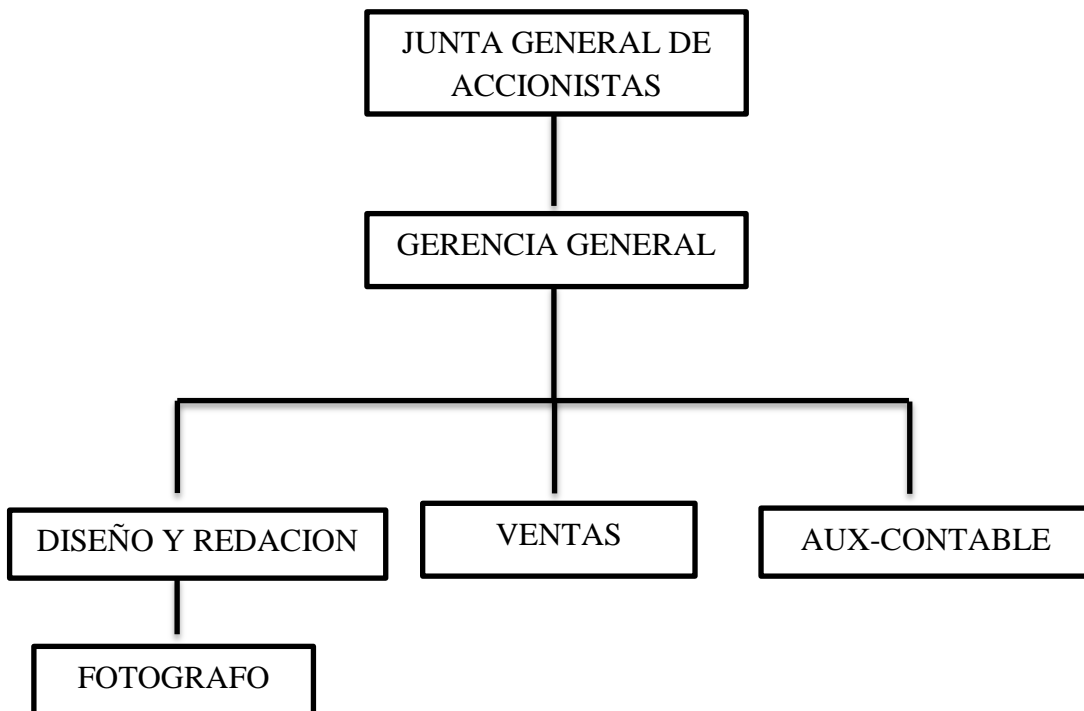 JUNTA GENERAL DE
ACCIONISTAS
GERENCIA GENERAL
DISEÑO Y REDACION
VENTAS
AUX-CONTABLE
FOTOGRAFO